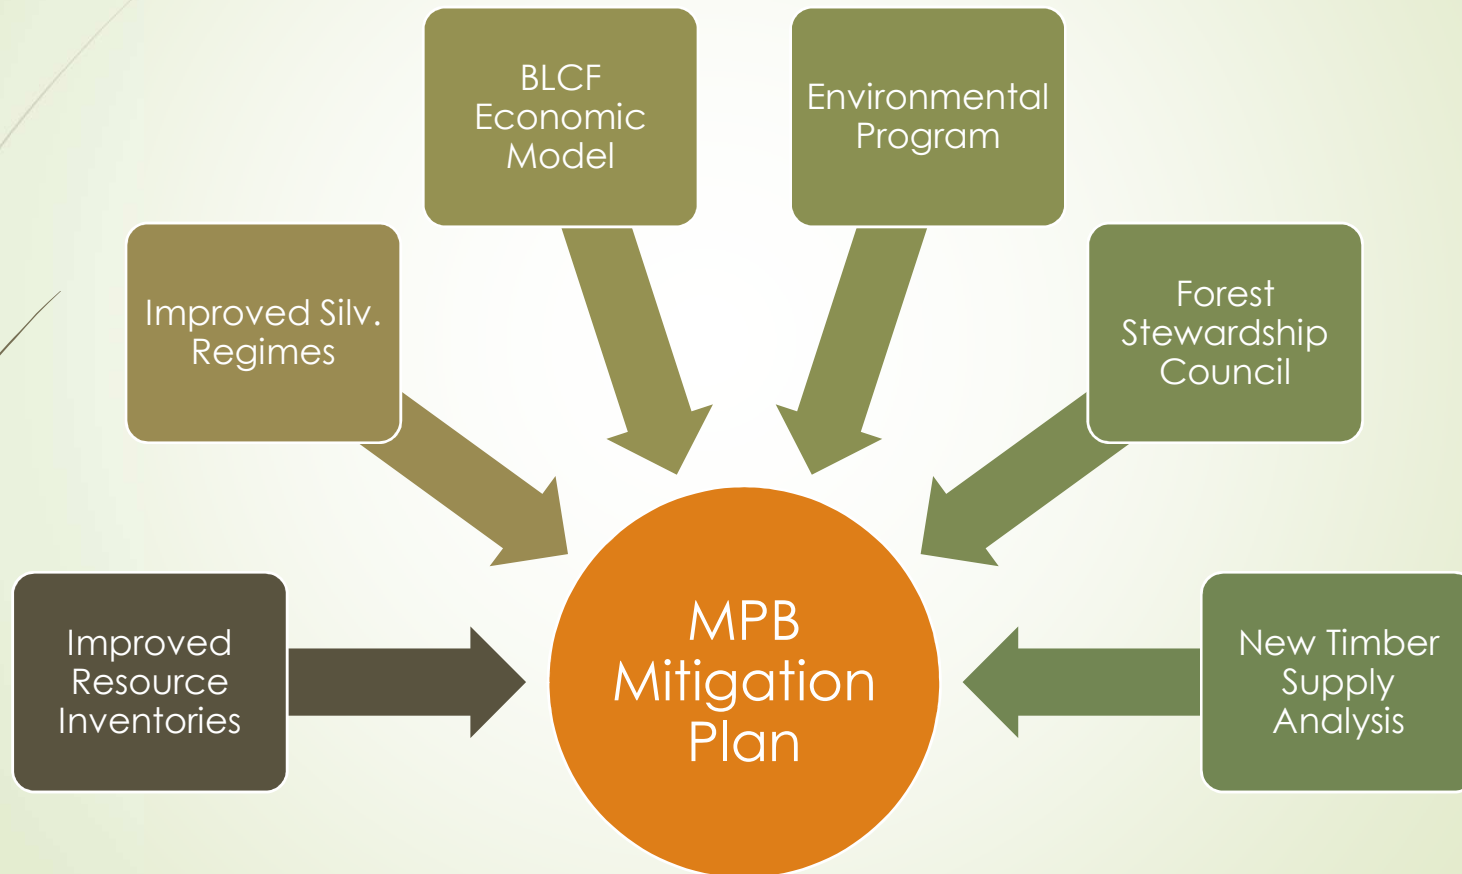 BLCF
Economic
Model
Environmental
Program
Improved Silv.
Regimes
Forest
Stewardship
Council
Improved
Resource
Inventories
MPB
Mitigation
Plan
New Timber
Supply
Analysis